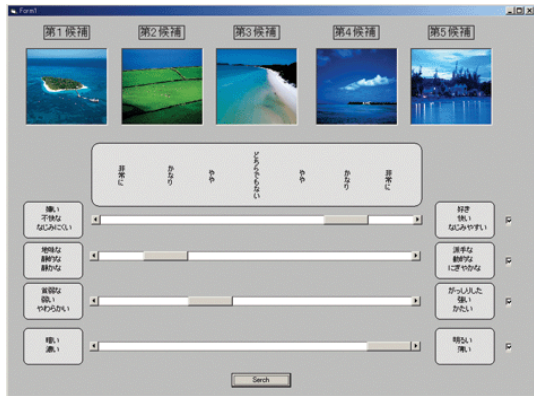 Form1
第1候補
第2候補
第3候補
第4候補
第5候補
非常に
かなり
やや
どちらでもない
やや
かなり
非常に
嫌い
不快な
なじみにくい
好き
快い
なじみやすい
地味な
静的な
静かな
派手な
動的な
にぎやかな
貧弱な
弱い
やわらかい
がっしりした
強い
かたい
暗い
濃い
明るい
薄い
Serch